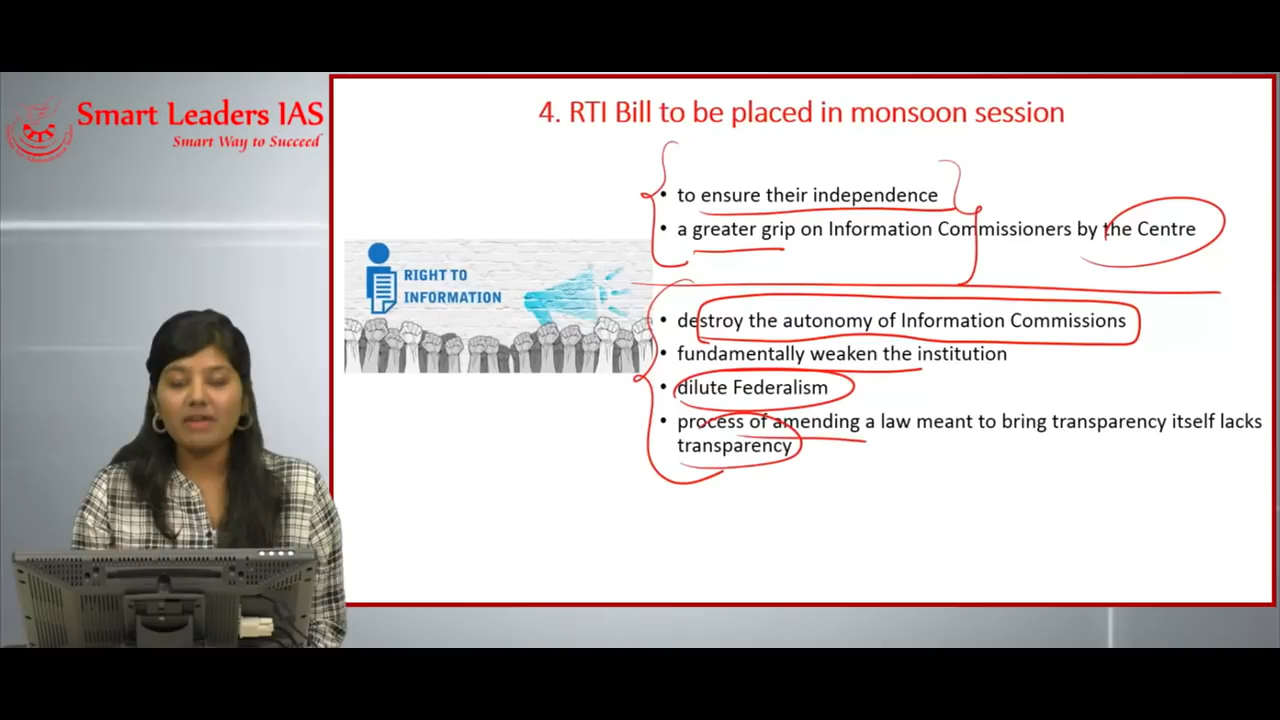 Smart Leaders IAS
Smart Way to Succeed
4. RTI Bill to be placed in monsoon session
• to ensure their independence
• a greater grip on Information Commissioners by the Centre
RIGHT TO
INFORMATION
• destroy the autonomy of Information Commissions
• fundamentally weaken the institution
• dilute Federalism
• process of amending a law meant to bring transparency itself lacks
transparency